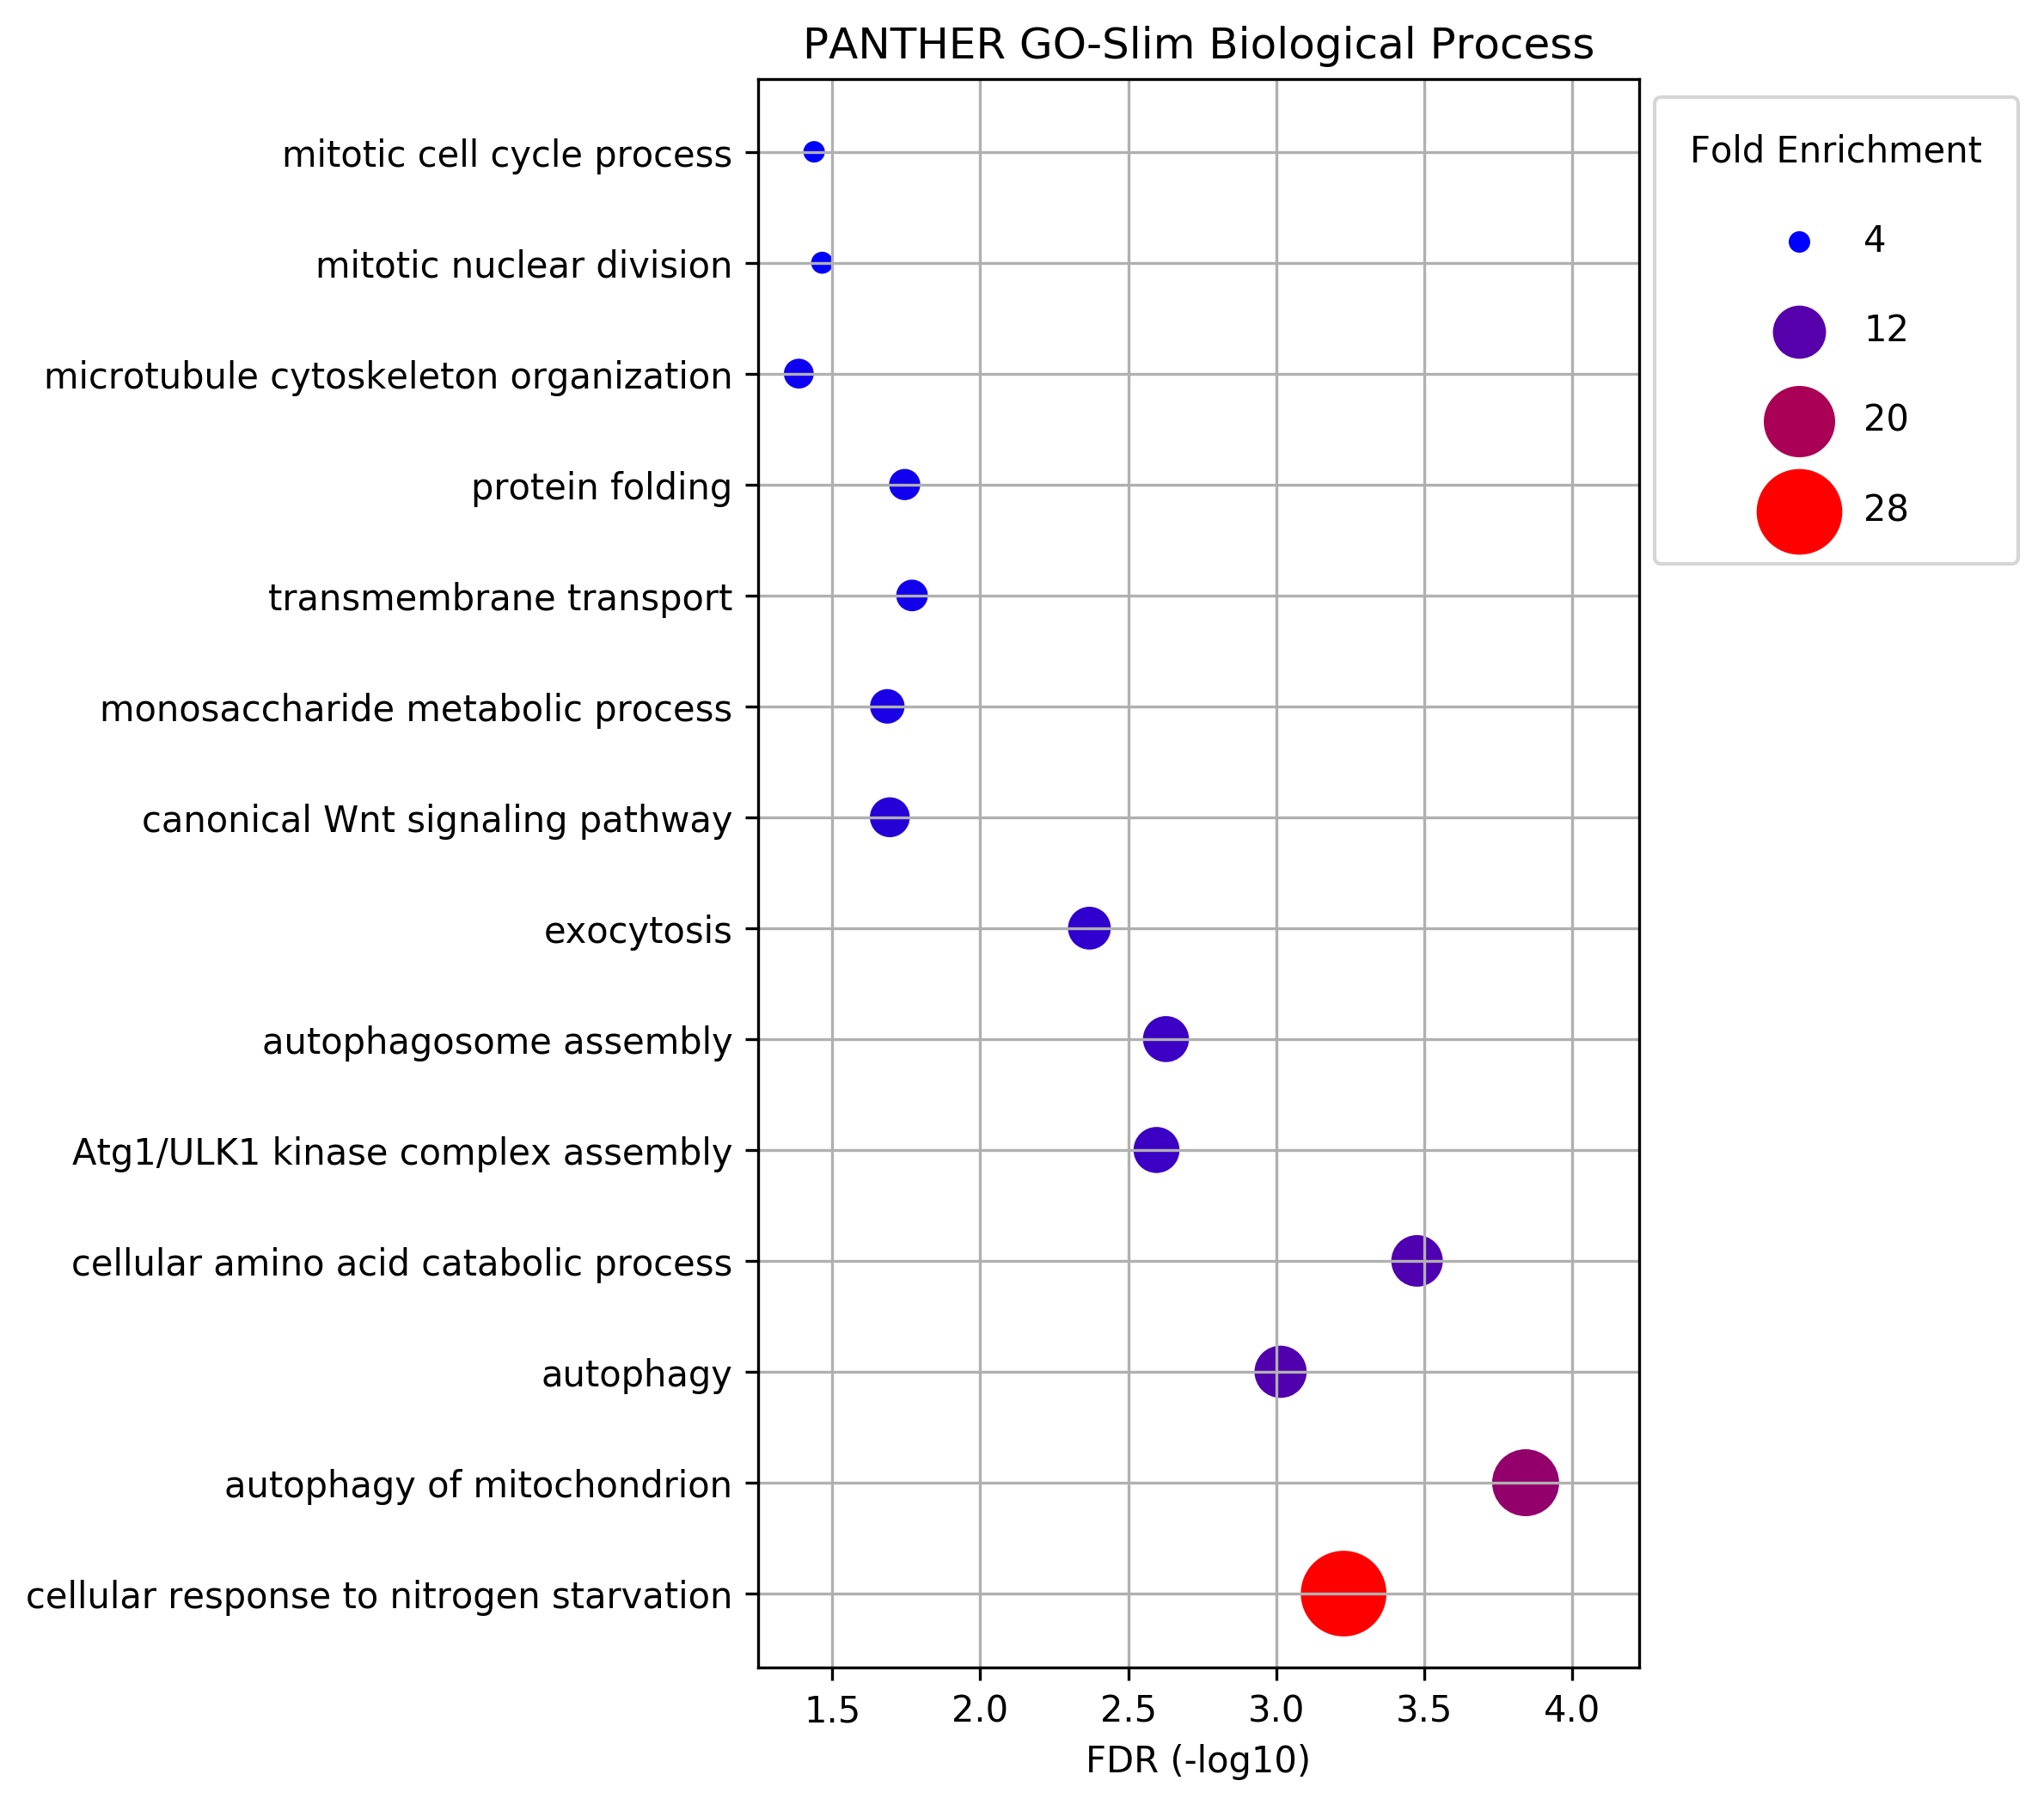 PANTHER GO-Slim Biological Process
mitotic cell cycle process
mitotic nuclear division
microtubule cytoskeleton organization
protein folding
transmembrane transport
monosaccharide metabolic process
canonical Wnt signaling pathway
exocytosis
autophagosome assembly
Atg1/ULK1 kinase complex assembly
cellular amino acid catabolic process
autophagy
autophagy of mitochondrion
cellular response to nitrogen starvation
1.5 2.0 2.5 3.0 3.5 4.0
FDR (-log10)
Fold Enrichment
4
12
20
28